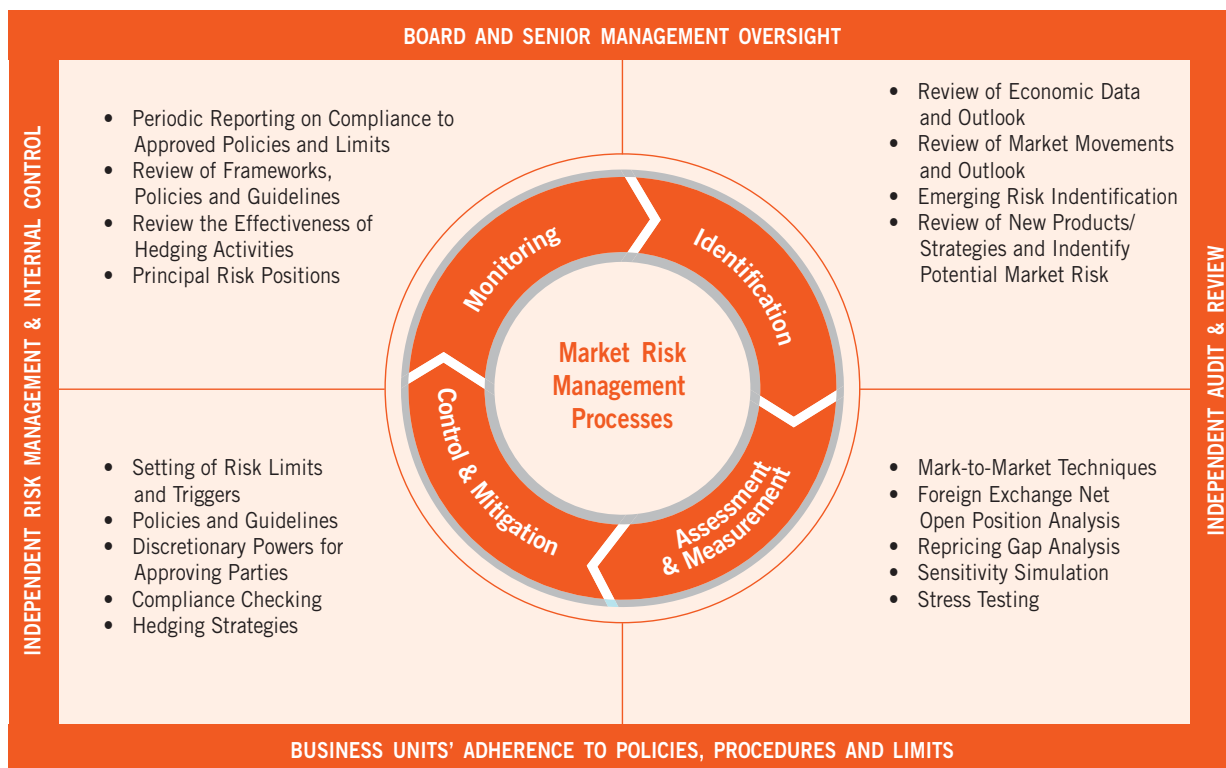 BOARD AND SENIOR MANAGEMENT OVERSIGHT
INDEPENDENT RISK MANAGEMENT & INTERNAL CONTROL
• Periodic Reporting on Compliance to
Approved Policies and Limits
• Review of Frameworks,
Policies and Guidelines
• Review the Effectiveness of
Hedging Activities
• Principal Risk Positions
• Review of Economic Data
and Outlook
• Review of Market Movements
and Outlook
• Emerging Risk Indentification
• Review of New Products/
Strategies and Indentify
Potential Market Risk
Monitoring
Identification
Market Risk
Management
Processes
Control & Mitigation
Assessment
& Measurement
• Setting of Risk Limits
and Triggers
• Policies and Guidelines
• Discretionary Powers for
Approving Parties
• Compliance Checking
• Hedging Strategies
• Mark-to-Market Techniques
• Foreign Exchange Net
Open Position Analysis
• Repricing Gap Analysis
• Sensitivity Simulation
• Stress Testing
INDEPENDENT AUDIT & REVIEW
BUSINESS UNITS' ADHERENCE TO POLICIES, PROCEDURES AND LIMITS